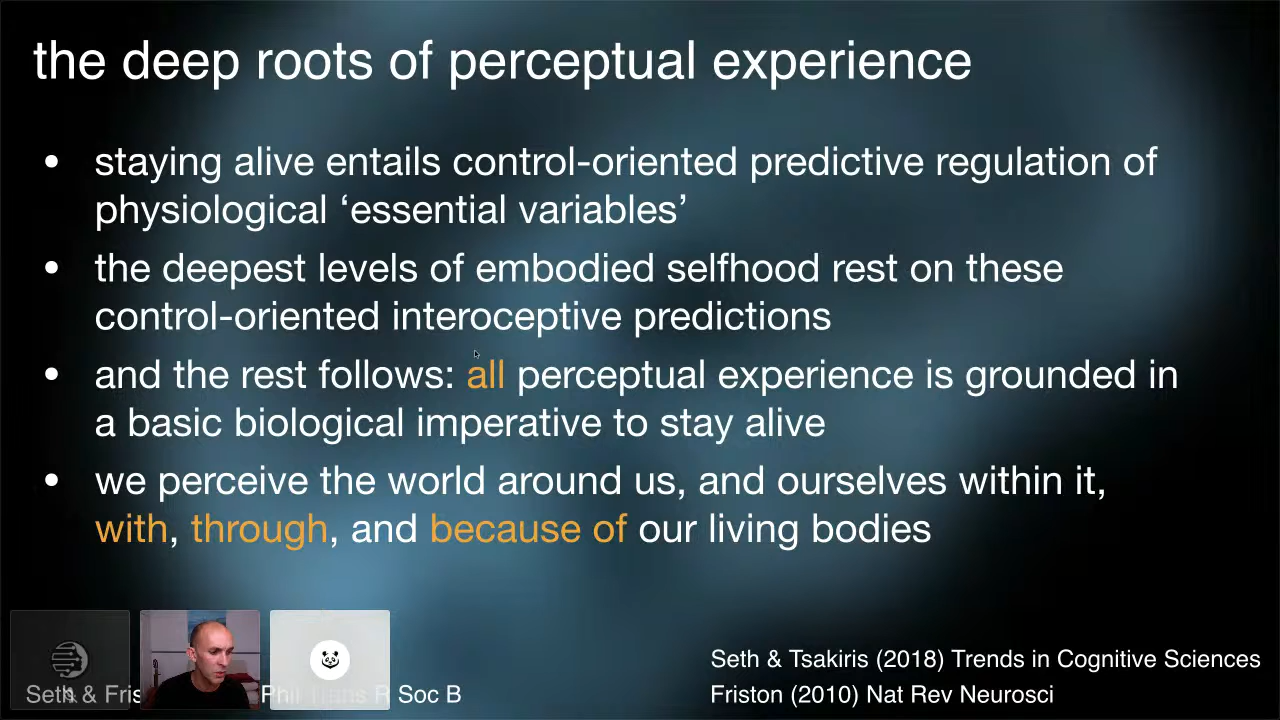 the deep roots of perceptual experience
• staying alive entails control-oriented predictive regulation of
physiological ‘essential variables’
• the deepest levels of embodied selfhood rest on these
control-oriented interoceptive predictions
• and the rest follows: all perceptual experience is grounded in
a basic biological imperative to stay alive
• we perceive the world around us, and ourselves within it,
with, through, and because of our living bodies
Seth & Tsakiris (2018) Trends in Cognitive Sciences
Seth & Phil Trans R Soc B
Friston (2010) Nat Rev Neurosci